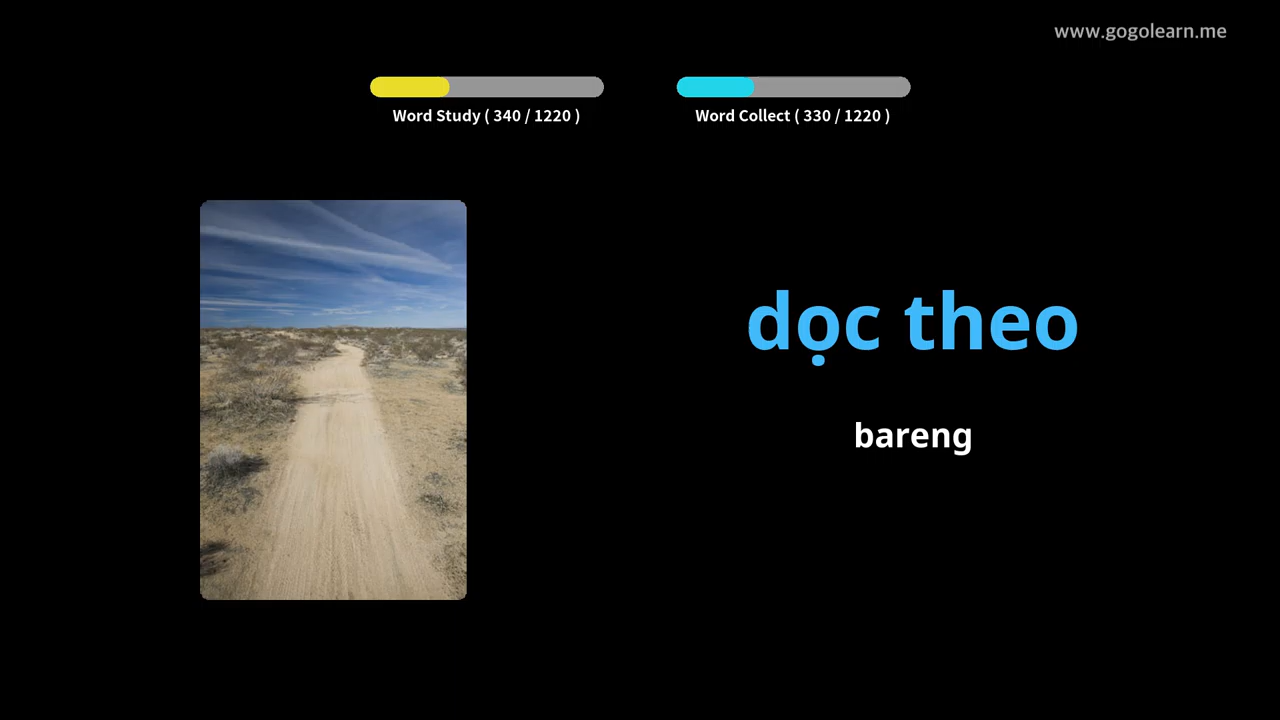 www.gogolearn.me
Word Study ( 340 / 1220 )
Word Collect ( 330 / 1220 )
dọc theo
bareng